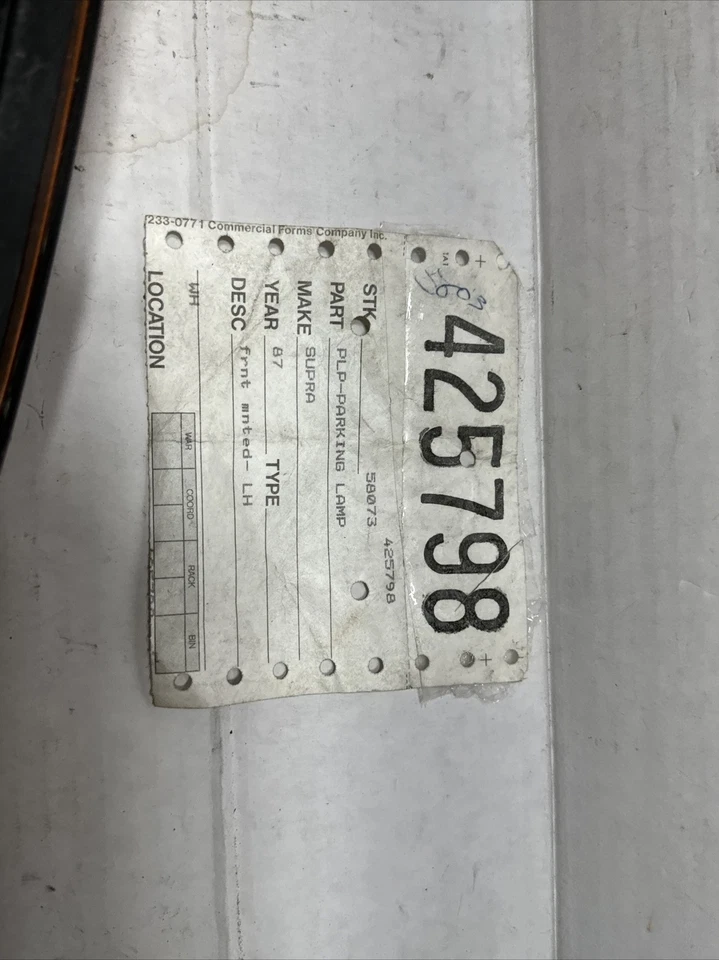 1A1
425798
425798
STK 58073
PART PLP-PARKING LAMP
MAKE SUPRA
YEAR 87 TYPE
DESC frnt mnted- LH
WH
LOCATION
WAR COORD RACK BIN
233-0771 Commercial Forms Company Inc.